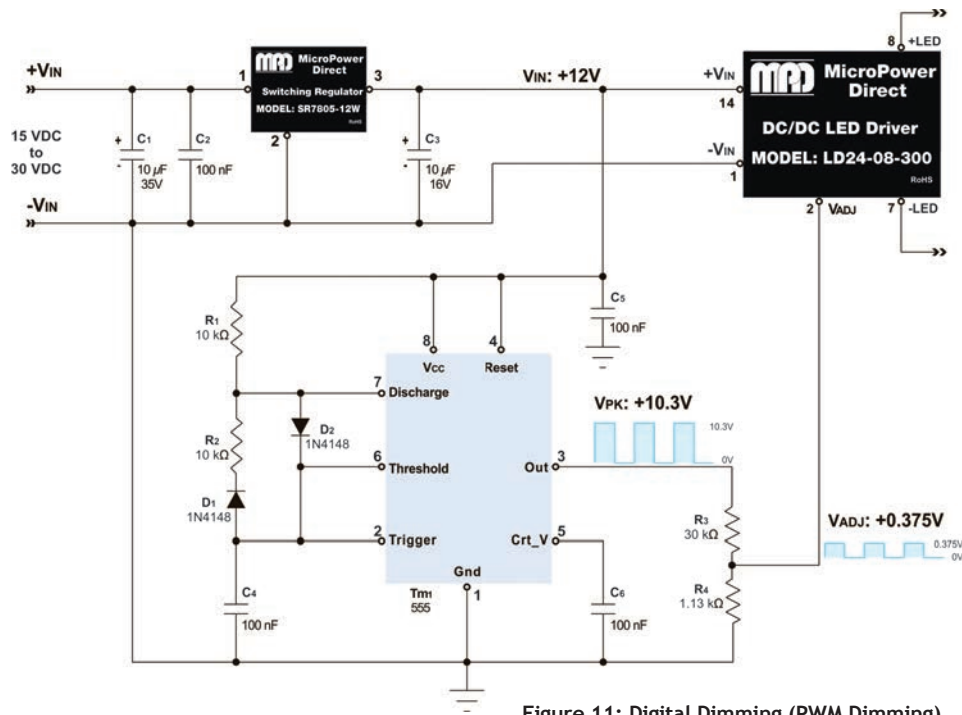 8 +LED
+VIN
1
MPD MicroPower
Direct
Switching Regulator
MODEL: SR7805-12W
RoHS
3
2
VIN: +12V
+VIN
14
MPD MicroPower
Direct
DC/DC LED Driver
MODEL: LD24-08-300
RoHS
-VIN
1
2 VADJ
7 -LED
15 VDC
to
30 VDC
+
-
C1
10 µF
35V
C2
100 nF
+
-
C3
10 µF
16V
-VIN
R1
10 kΩ
C5
100 nF
8
Vcc
4
Reset
7
Discharge
R2
10 kΩ
D2
1N4148
6
Threshold
D1
1N4148
2
Trigger
Out
3
Crt_V
5
Gnd
1
Tm1
555
C4
100 nF
C6
100 nF
VPK: +10.3V
10.3V
0V
R3
30 kΩ
R4
1.13 kΩ
VADJ: +0.375V
0.375V
0V
Figure 11: Digital Dimming (PWM Dimming)